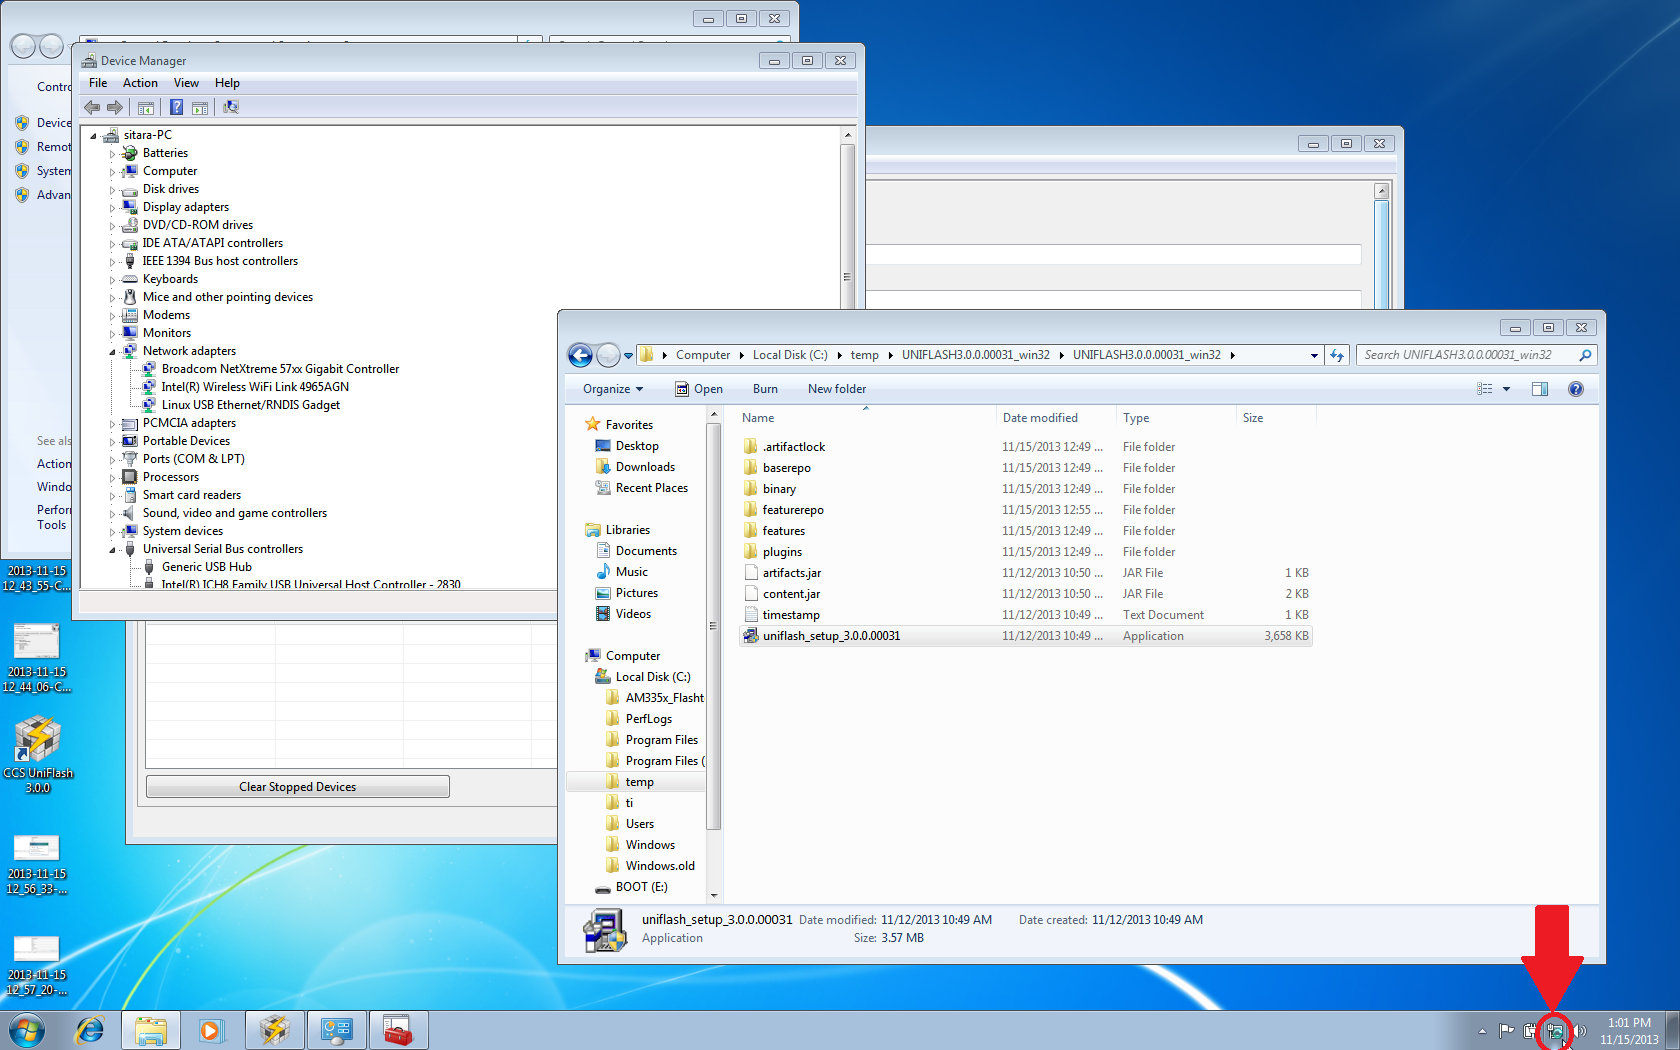 Contro
Device
Remot
System
Advan
See als
Action
Windo
Perfor
Tools
Device Manager
File Action View Help
sitara-PC
Batteries
Computer
Disk drives
Display adapters
DVD/CD-ROM drives
IDE ATA/ATAPI controllers
IEEE 1394 Bus host controllers
Keyboards
Mice and other pointing devices
Modems
Monitors
Network adapters
Broadcom NetXtreme 57xx Gigabit Controller
Intel(R) Wireless WiFi Link 4965AGN
Linux USB Ethernet/RNDIS Gadget
PCMCIA adapters
Portable Devices
Ports (COM & LPT)
Processors
Smart card readers
Sound, video and game controllers
System devices
Universal Serial Bus controllers
Generic USB Hub
Intel(R) ICH8 Family USB Universal Host Controller - 2830
Clear Stopped Devices
Computer Local Disk (C:) temp UNIFLASH3.0.0.00031_win32 UNIFLASH3.0.0.00031_win32
Search UNIFLASH3.0.0.00031_win32
Organize Open Burn New folder
Favorites
Desktop
Downloads
Recent Places
Libraries
Documents
Music
Pictures
Videos
Computer
Local Disk (C:)
AM335x_Flasht
PerfLogs
Program Files
Program Files (
temp
ti
Users
Windows
Windows.old
BOOT (E:)
Name Date modified Type Size
.artifactlock 11/15/2013 12:49 ... File folder
baserepo 11/15/2013 12:49 ... File folder
binary 11/15/2013 12:49 ... File folder
featurerepo 11/15/2013 12:55 ... File folder
features 11/15/2013 12:49 ... File folder
plugins 11/15/2013 12:49 ... File folder
artifacts.jar 11/12/2013 10:50 ... JAR File 1 KB
content.jar 11/12/2013 10:50 ... JAR File 2 KB
timestamp 11/12/2013 10:49 ... Text Document 1 KB
uniflash_setup_3.0.0.00031 11/12/2013 10:49 ... Application 3,658 KB
uniflash_setup_3.0.0.00031 Date modified: 11/12/2013 10:49 AM Date created: 11/12/2013 10:49 AM
Application Size: 3.57 MB
2013-11-15
12_43_55-C...
2013-11-15
12_44_06-C...
CCS UniFlash
3.0.0
2013-11-15
12_56_33-...
2013-11-15
12_57_20-...
1:01 PM
11/15/2013